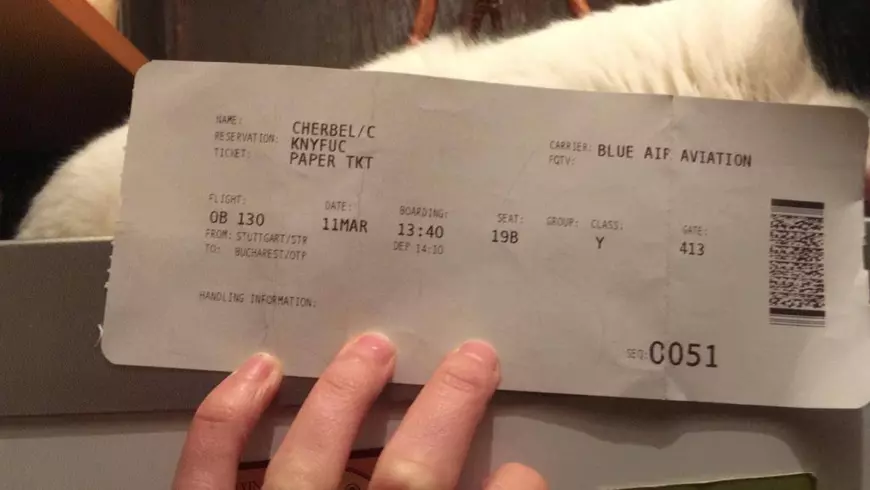 NAME: CHERBEL/C
RESERVATION: KNYFUC
TICKET: PAPER TKT
CARRIER: BLUE AIR AVIATION
FQTV:
FLIGHT: DATE: BOARDING: SEAT: GROUP: CLASS: GATE:
0B 130 11MAR 13:40 19B Y 413
FROM: STUTTGART/STR DEP 14:10
TO: BUCHAREST/OTP
HANDLING INFORMATION:
SEQ: 0051